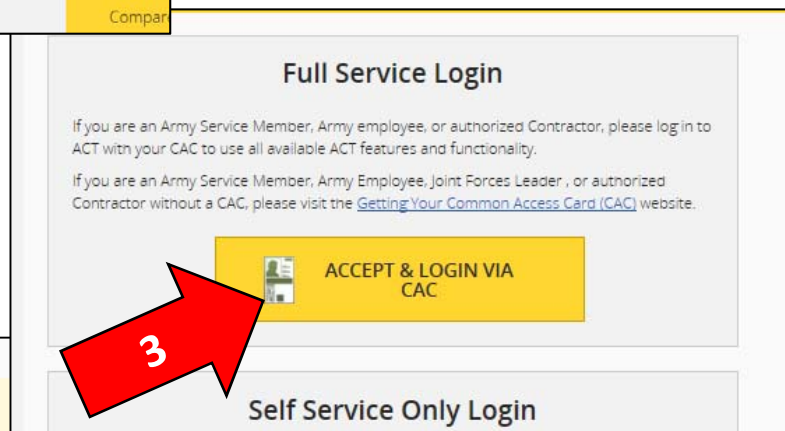 Compar
Full Service Login
If you are an Army Service Member, Army employee, or authorized Contractor, please log in to
ACT with your CAC to use all available ACT features and functionality.
If you are an Army Service Member, Army Employee, Joint Forces Leader , or authorized
Contractor without a CAC, please visit the Getting Your Common Access Card (CAC) website.
ACCEPT & LOGIN VIA
CAC
3
Self Service Only Login